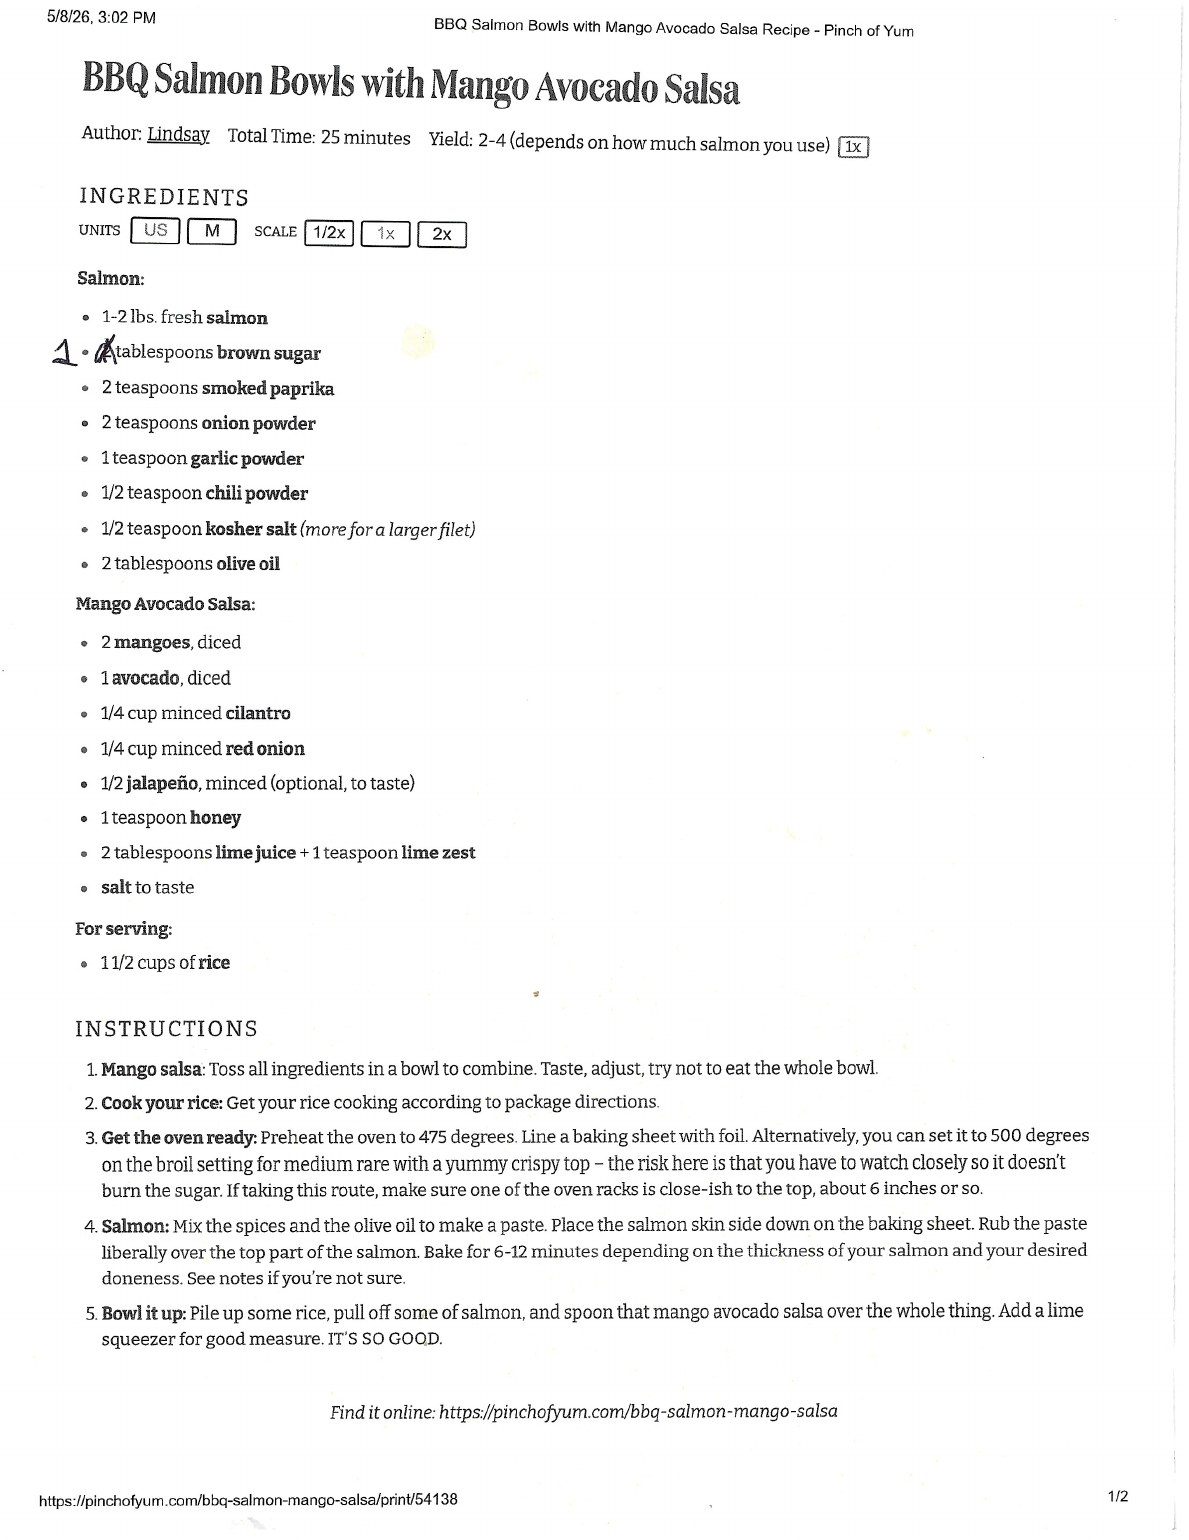 5/8/26, 3:02 PM
BBQ Salmon Bowls with Mango Avocado Salsa Recipe - Pinch of Yum
BBQ Salmon Bowls with Mango Avocado Salsa
Author: Lindsay Total Time: 25 minutes Yield: 2-4 (depends on how much salmon you use) 1x
INGREDIENTS
UNITS US M SCALE 1/2x 1x 2x
Salmon:
• 1-2 lbs. fresh salmon
1 • tablespoons brown sugar
• 2 teaspoons smoked paprika
• 2 teaspoons onion powder
• 1 teaspoon garlic powder
• 1/2 teaspoon chili powder
• 1/2 teaspoon kosher salt (more for a larger filet)
• 2 tablespoons olive oil
Mango Avocado Salsa:
• 2 mangoes, diced
• 1 avocado, diced
• 1/4 cup minced cilantro
• 1/4 cup minced red onion
• 1/2 jalapeño, minced (optional, to taste)
• 1 teaspoon honey
• 2 tablespoons lime juice + 1 teaspoon lime zest
• salt to taste
For serving:
• 1 1/2 cups of rice
INSTRUCTIONS
1. Mango salsa: Toss all ingredients in a bowl to combine. Taste, adjust, try not to eat the whole bowl.
2. Cook your rice: Get your rice cooking according to package directions.
3. Get the oven ready: Preheat the oven to 475 degrees. Line a baking sheet with foil. Alternatively, you can set it to 500 degrees
on the broil setting for medium rare with a yummy crispy top – the risk here is that you have to watch closely so it doesn't
burn the sugar. If taking this route, make sure one of the oven racks is close-ish to the top, about 6 inches or so.
4. Salmon: Mix the spices and the olive oil to make a paste. Place the salmon skin side down on the baking sheet. Rub the paste
liberally over the top part of the salmon. Bake for 6-12 minutes depending on the thickness of your salmon and your desired
doneness. See notes if you're not sure.
5. Bowl it up: Pile up some rice, pull off some of salmon, and spoon that mango avocado salsa over the whole thing. Add a lime
squeezer for good measure. IT'S SO GOOD.
Find it online: https://pinchofyum.com/bbq-salmon-mango-salsa
https://pinchofyum.com/bbq-salmon-mango-salsa/print/54138
1/2